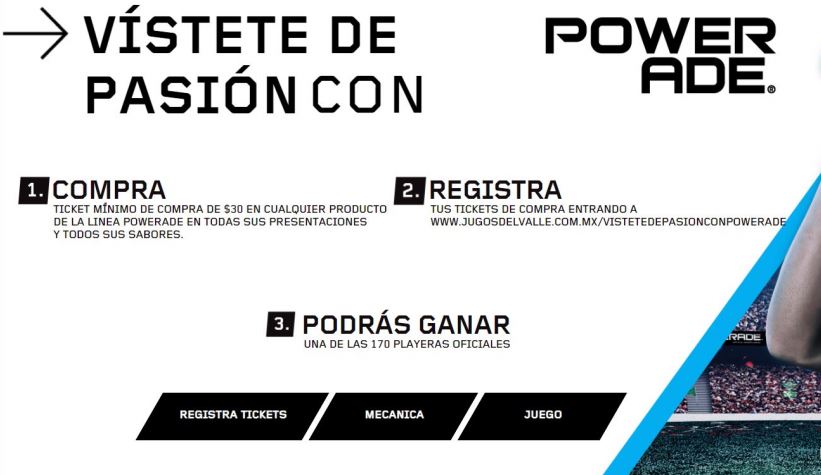 VÍSTETE DE
PASIÓN CON
POWER
ADE®
1. COMPRA
TICKET MÍNIMO DE COMPRA DE $30 EN CUALQUIER PRODUCTO
DE LA LINEA POWERADE EN TODAS SUS PRESENTACIONES
Y TODOS SUS SABORES.
2. REGISTRA
TUS TICKETS DE COMPRA ENTRANDO A
WWW.JUGOSDELVALLE.COM.MX/VISTETEDEPASIONCONPOWERADE
3. PODRÁS GANAR
UNA DE LAS 170 PLAYERAS OFICIALES
RADE
REGISTRA TICKETS
MECANICA
JUEGO